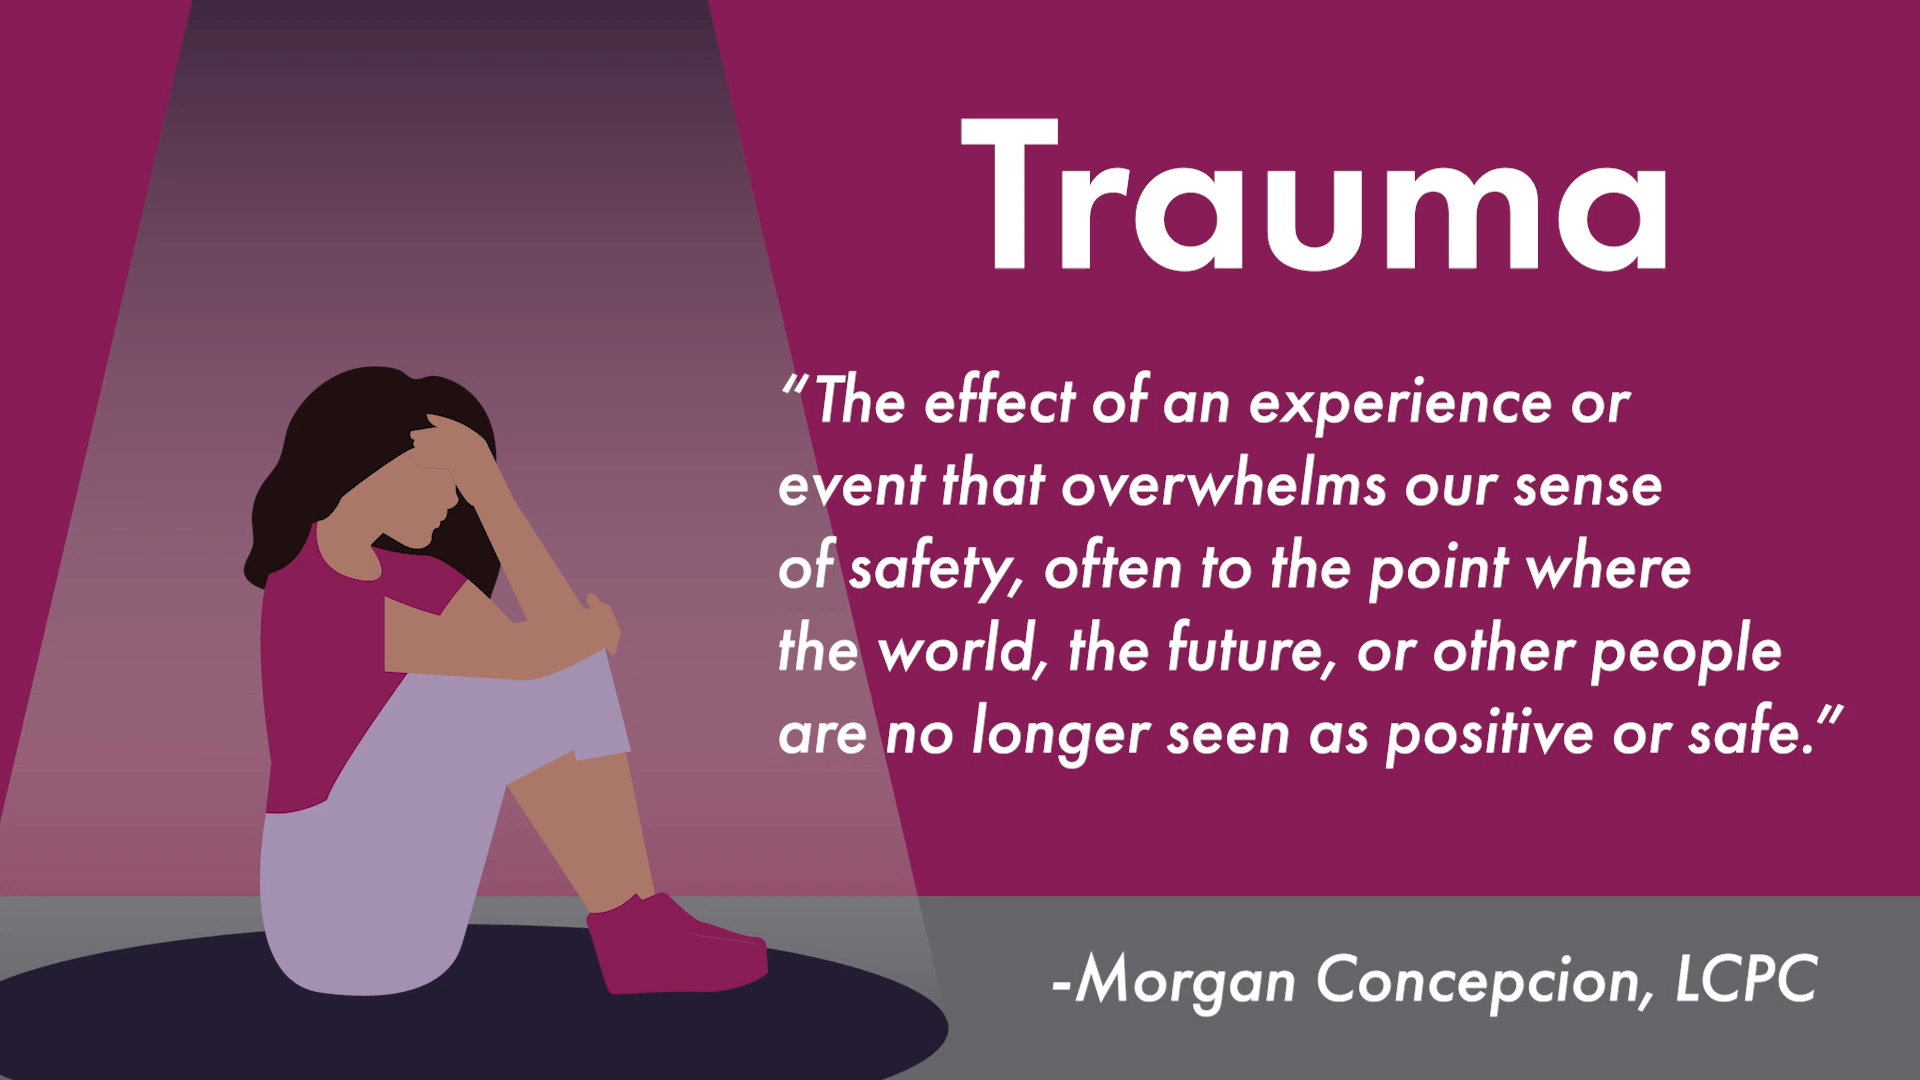 Trauma
“The effect of an experience or
event that overwhelms our sense
of safety, often to the point where
the world, the future, or other people
are no longer seen as positive or safe.”
-Morgan Concepcion, LCPC